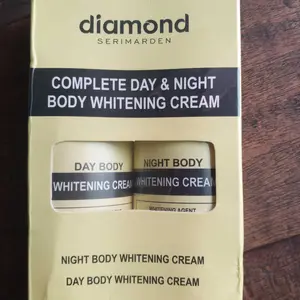 diamond
SERIMARDEN
COMPLETE DAY & NIGHT
BODY WHITENING CREAM
DAY BODY
WHITENING CREAM
NIGHT BODY
WHITENING CREAM
WHITENING AGENT
NIGHT BODY WHITENING CREAM
DAY BODY WHITENING CREAM